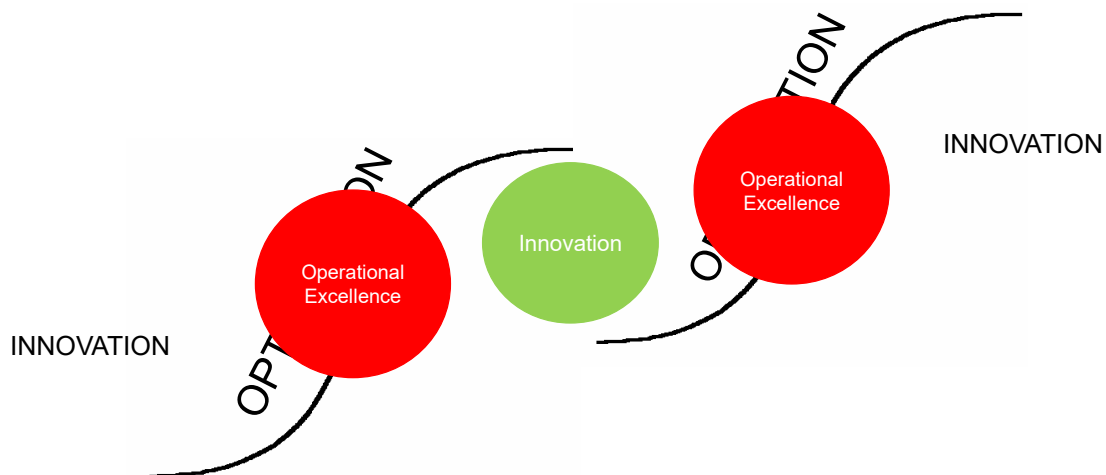 INNOVATION
Operational
Excellence
Innovation
Operational
Excellence
INNOVATION